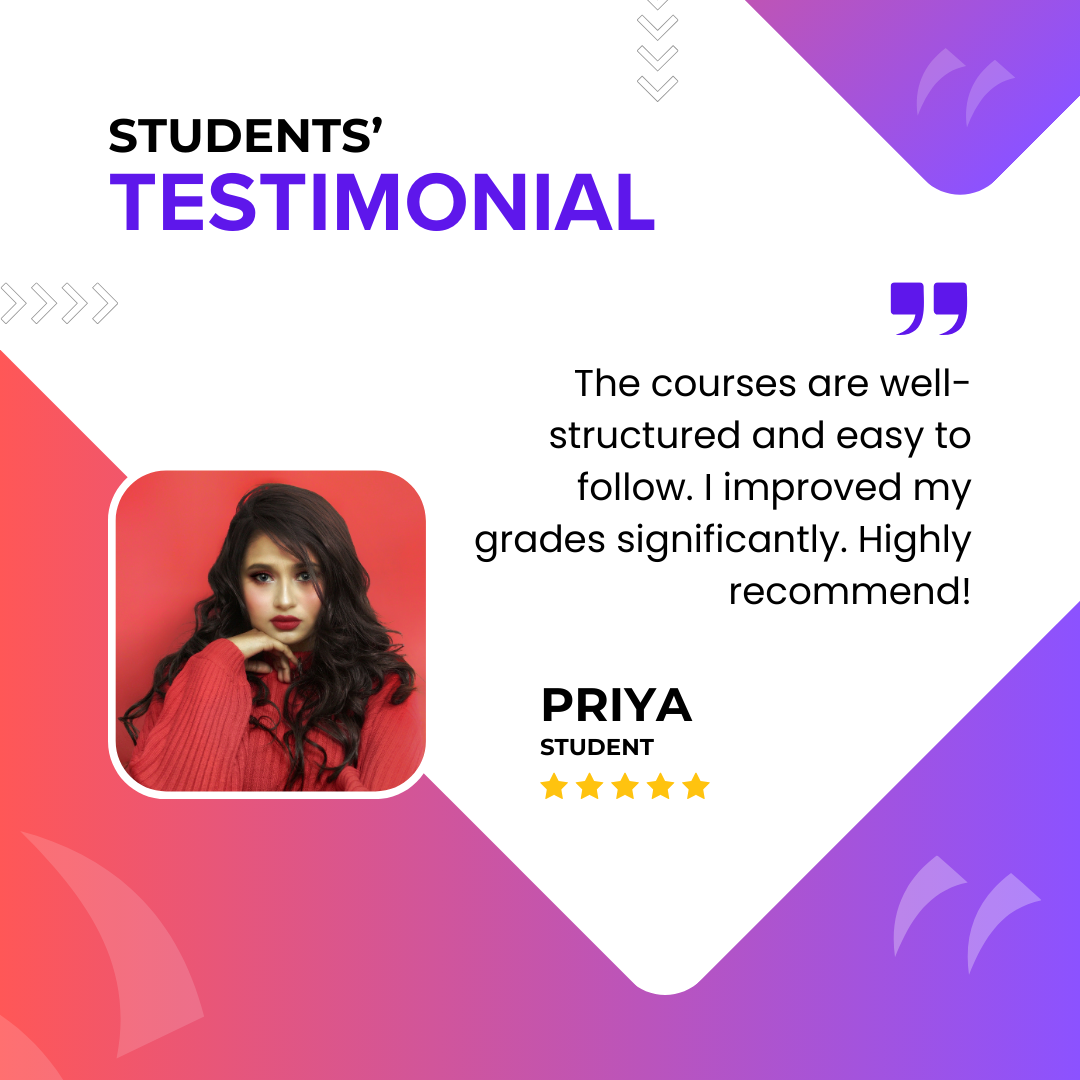 STUDENTS’
TESTIMONIAL
”
The courses are well-
structured and easy to
follow. I improved my
grades significantly. Highly
recommend!
PRIYA
STUDENT